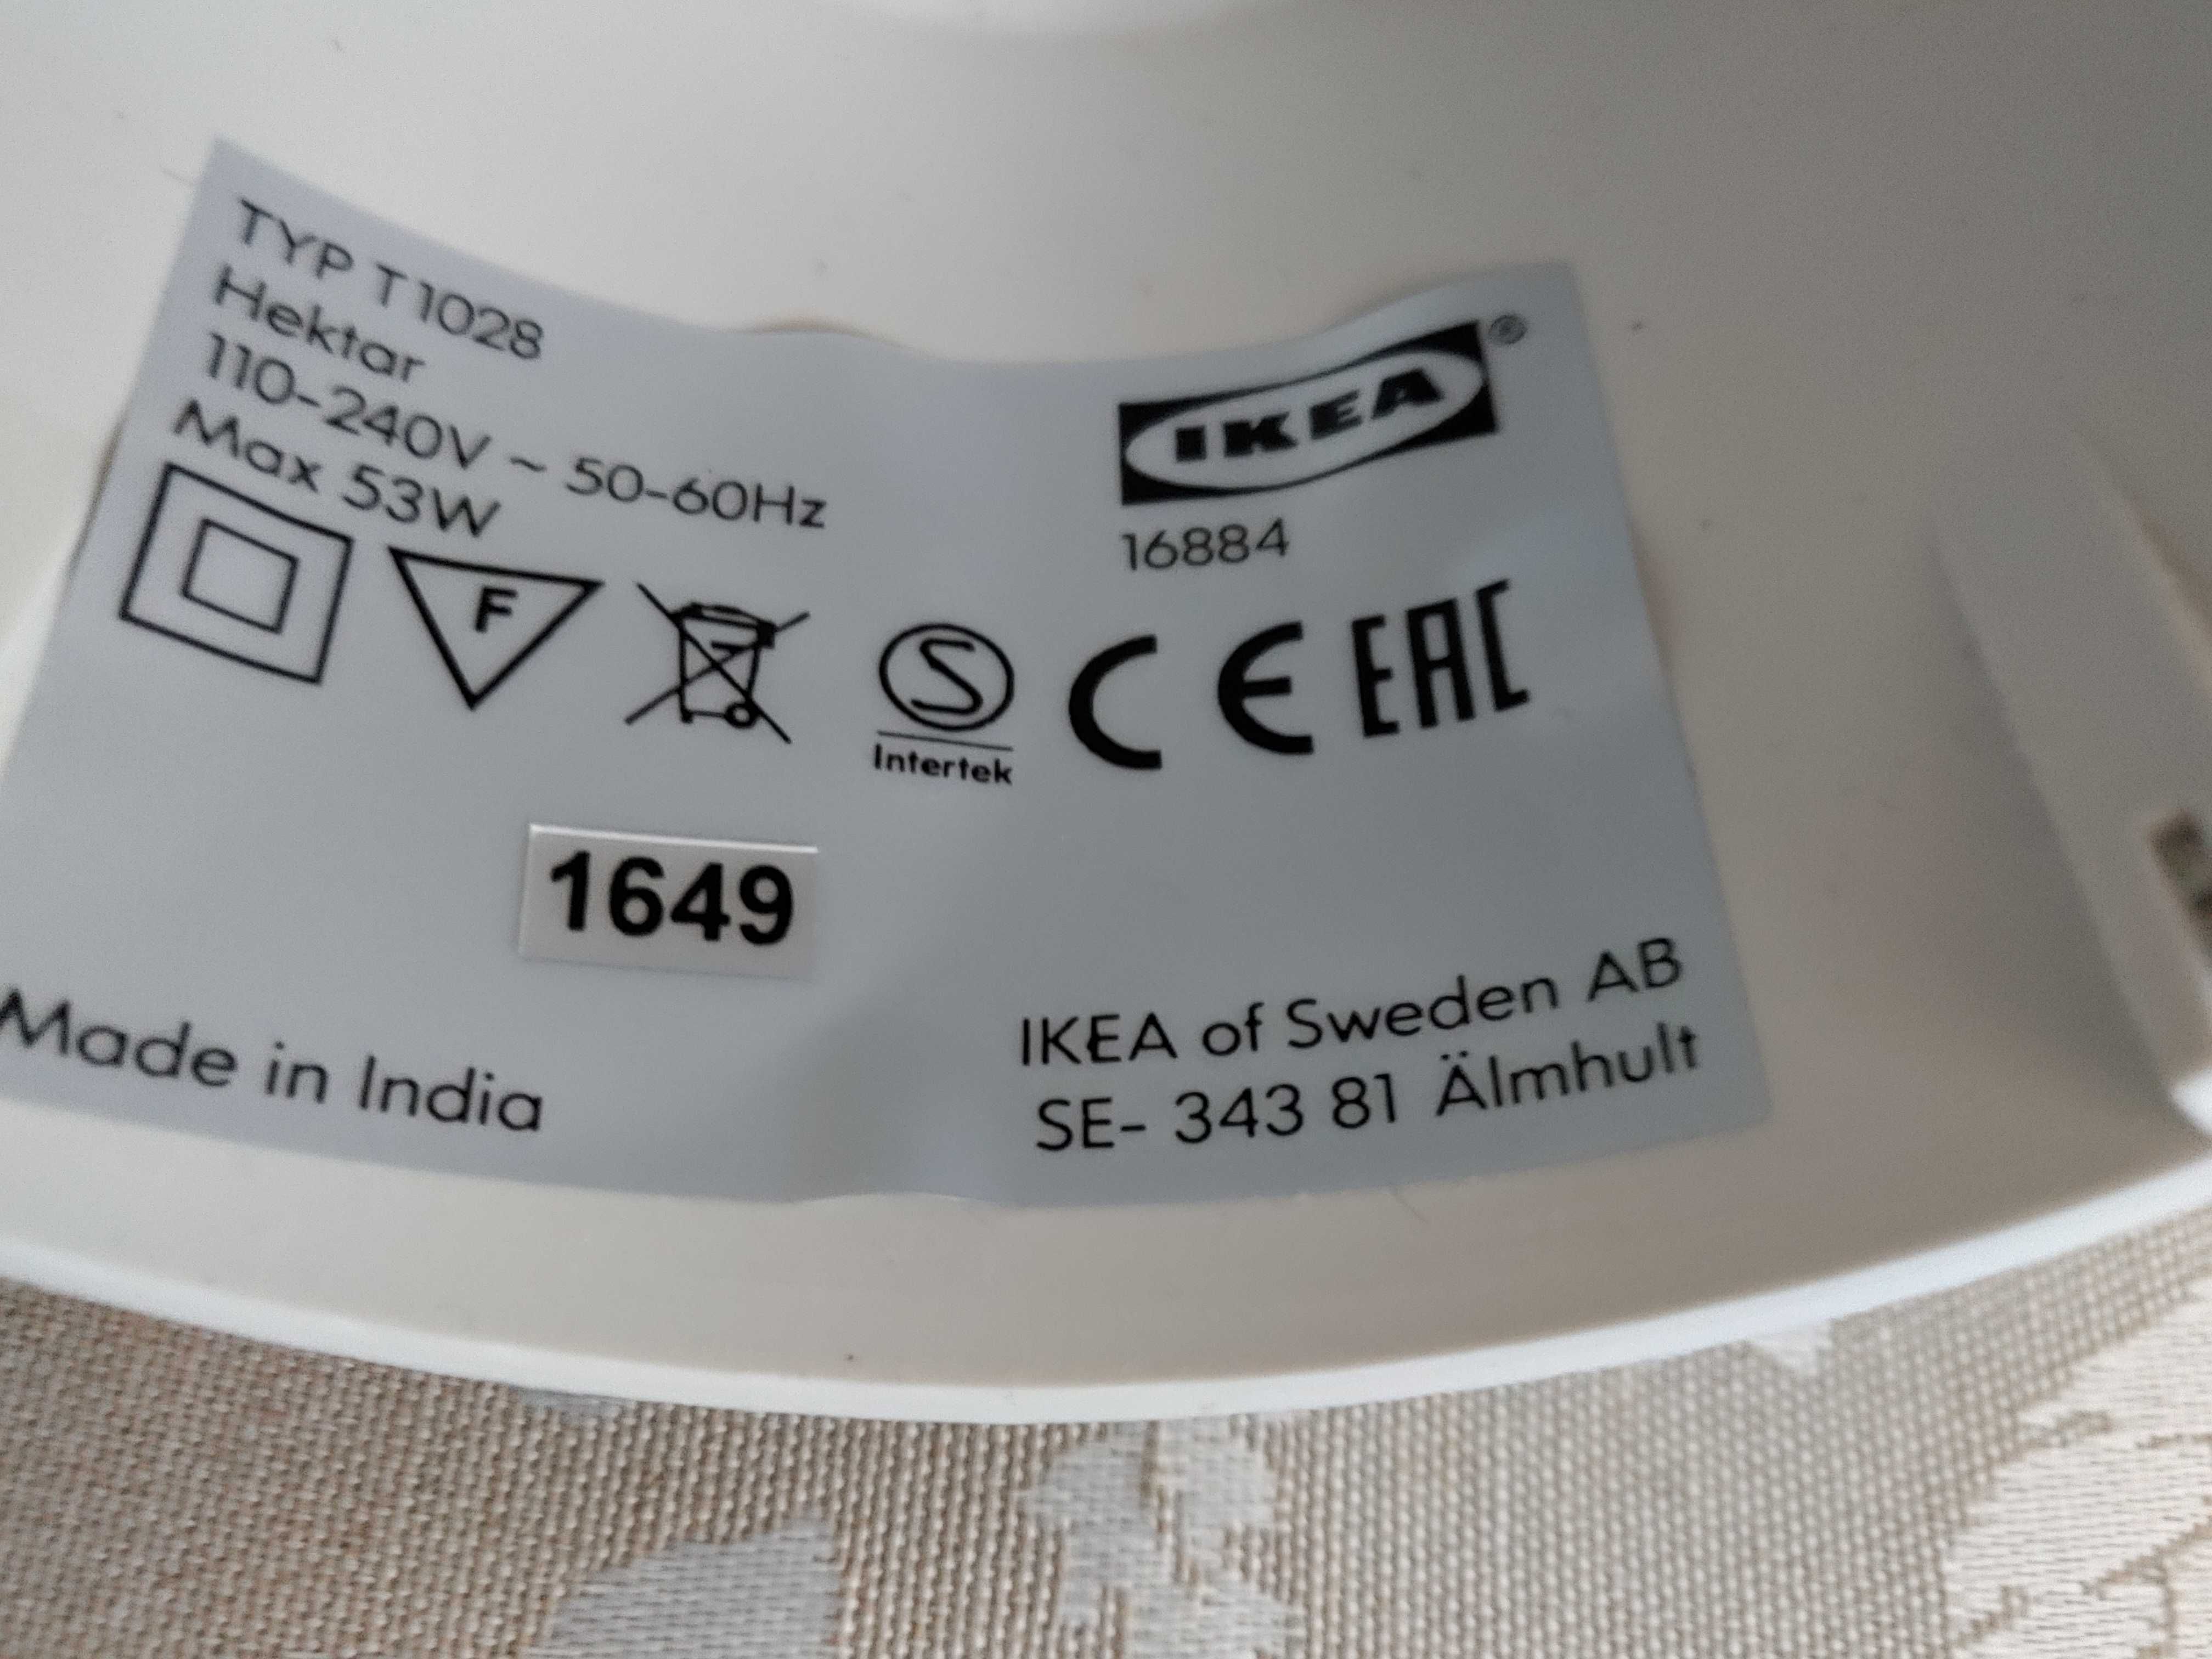 TYP T1028
Hektar
110-240V ~ 50-60Hz
Max 53W
IKEA®
16884
F
S
Intertek
CE EAC
1649
Made in India
IKEA of Sweden AB
SE- 343 81 Älmhult